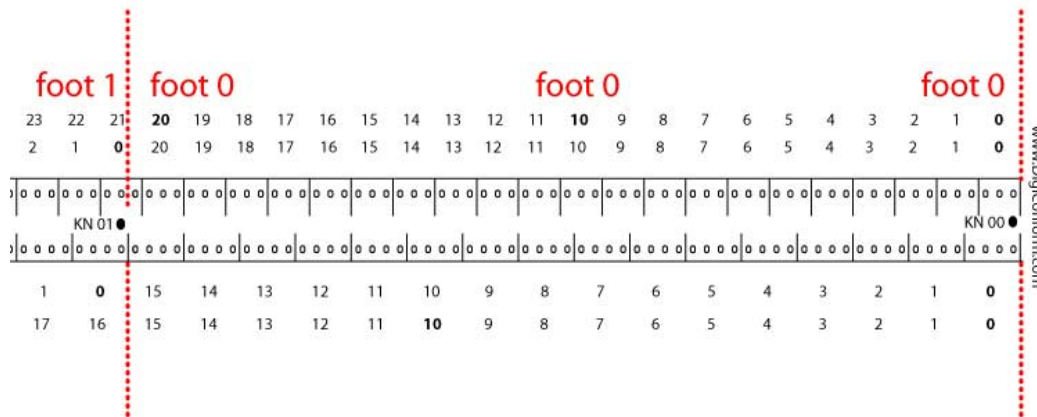 foot 1 foot 0 foot 0 foot 0
23 22 21 20 19 18 17 16 15 14 13 12 11 10 9 8 7 6 5 4 3 2 1 0
2 1 0 20 19 18 17 16 15 14 13 12 11 10 9 8 7 6 5 4 3 2 1 0
KN 01 KN 00
1 0 15 14 13 12 11 10 9 8 7 6 5 4 3 2 1 0
17 16 15 14 13 12 11 10 9 8 7 6 5 4 3 2 1 0
www.Digiconform.com